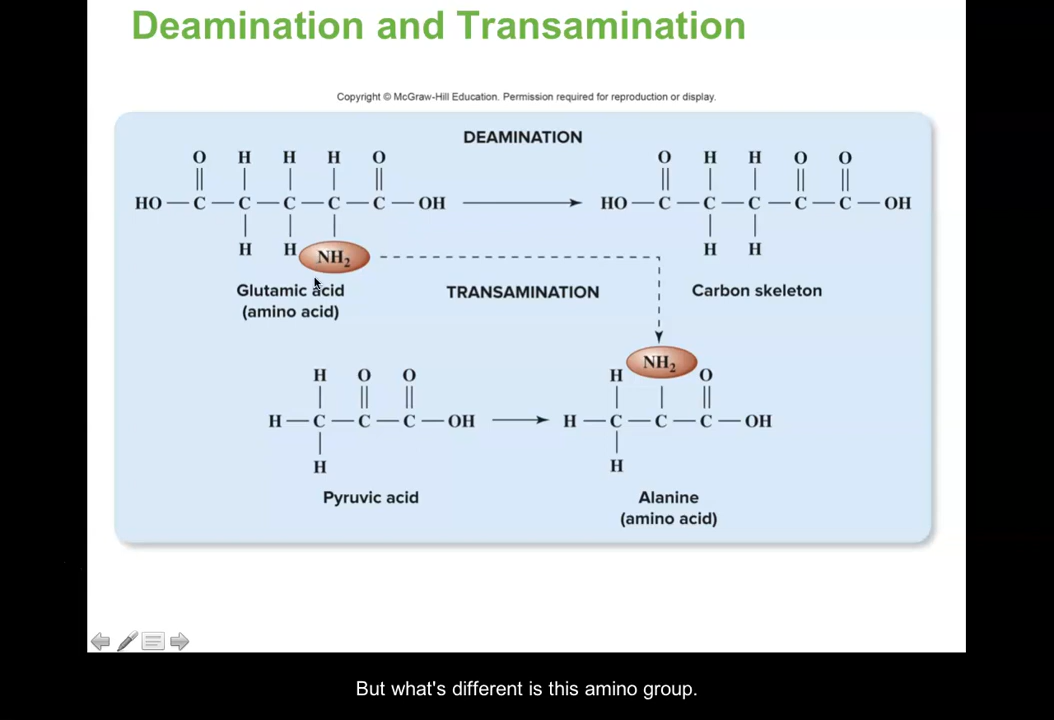 Deamination and Transamination
Copyright © McGraw-Hill Education. Permission required for reproduction or display.
DEAMINATION
O H H H O
HO — C — C — C — C — C — OH
H H NH₂
Glutamic acid
(amino acid)
O H H O O
HO — C — C — C — C — C — OH
H H
Carbon skeleton
TRANSAMINATION
H O O
H — C — C — C — OH
H
Pyruvic acid
H NH₂ O
H — C — C — C — OH
H
Alanine
(amino acid)
But what's different is this amino group.